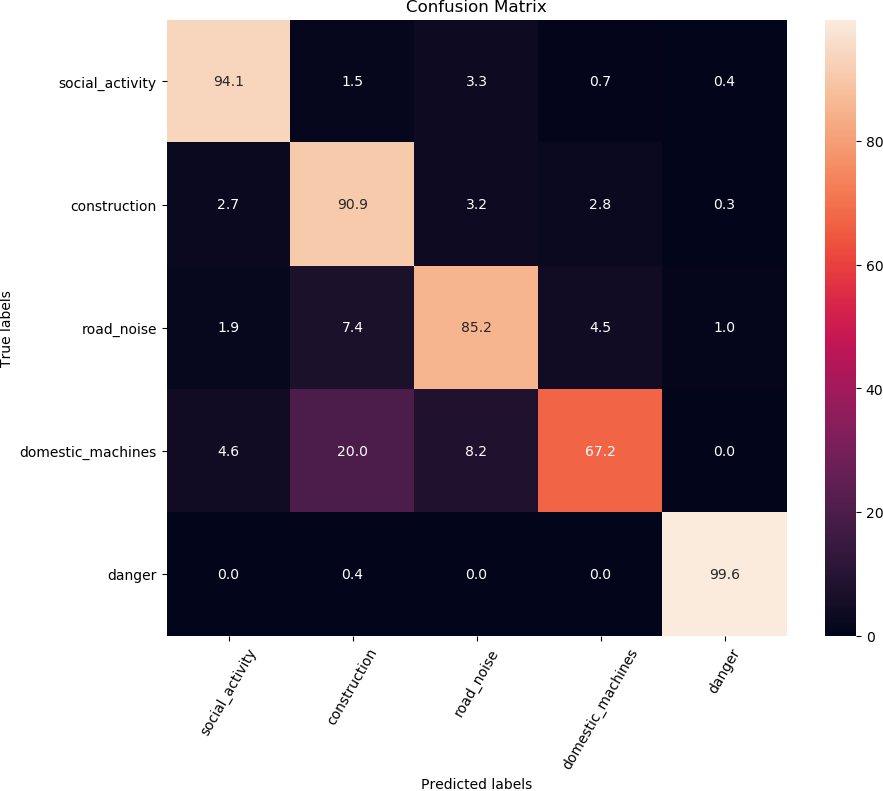 Confusion Matrix
social_activity 94.1 1.5 3.3 0.7 0.4
construction 2.7 90.9 3.2 2.8 0.3
road_noise 1.9 7.4 85.2 4.5 1.0
domestic_machines 4.6 20.0 8.2 67.2 0.0
danger 0.0 0.4 0.0 0.0 99.6
True labels
social_activity construction road_noise domestic_machines danger
Predicted labels
80
60
40
20
0